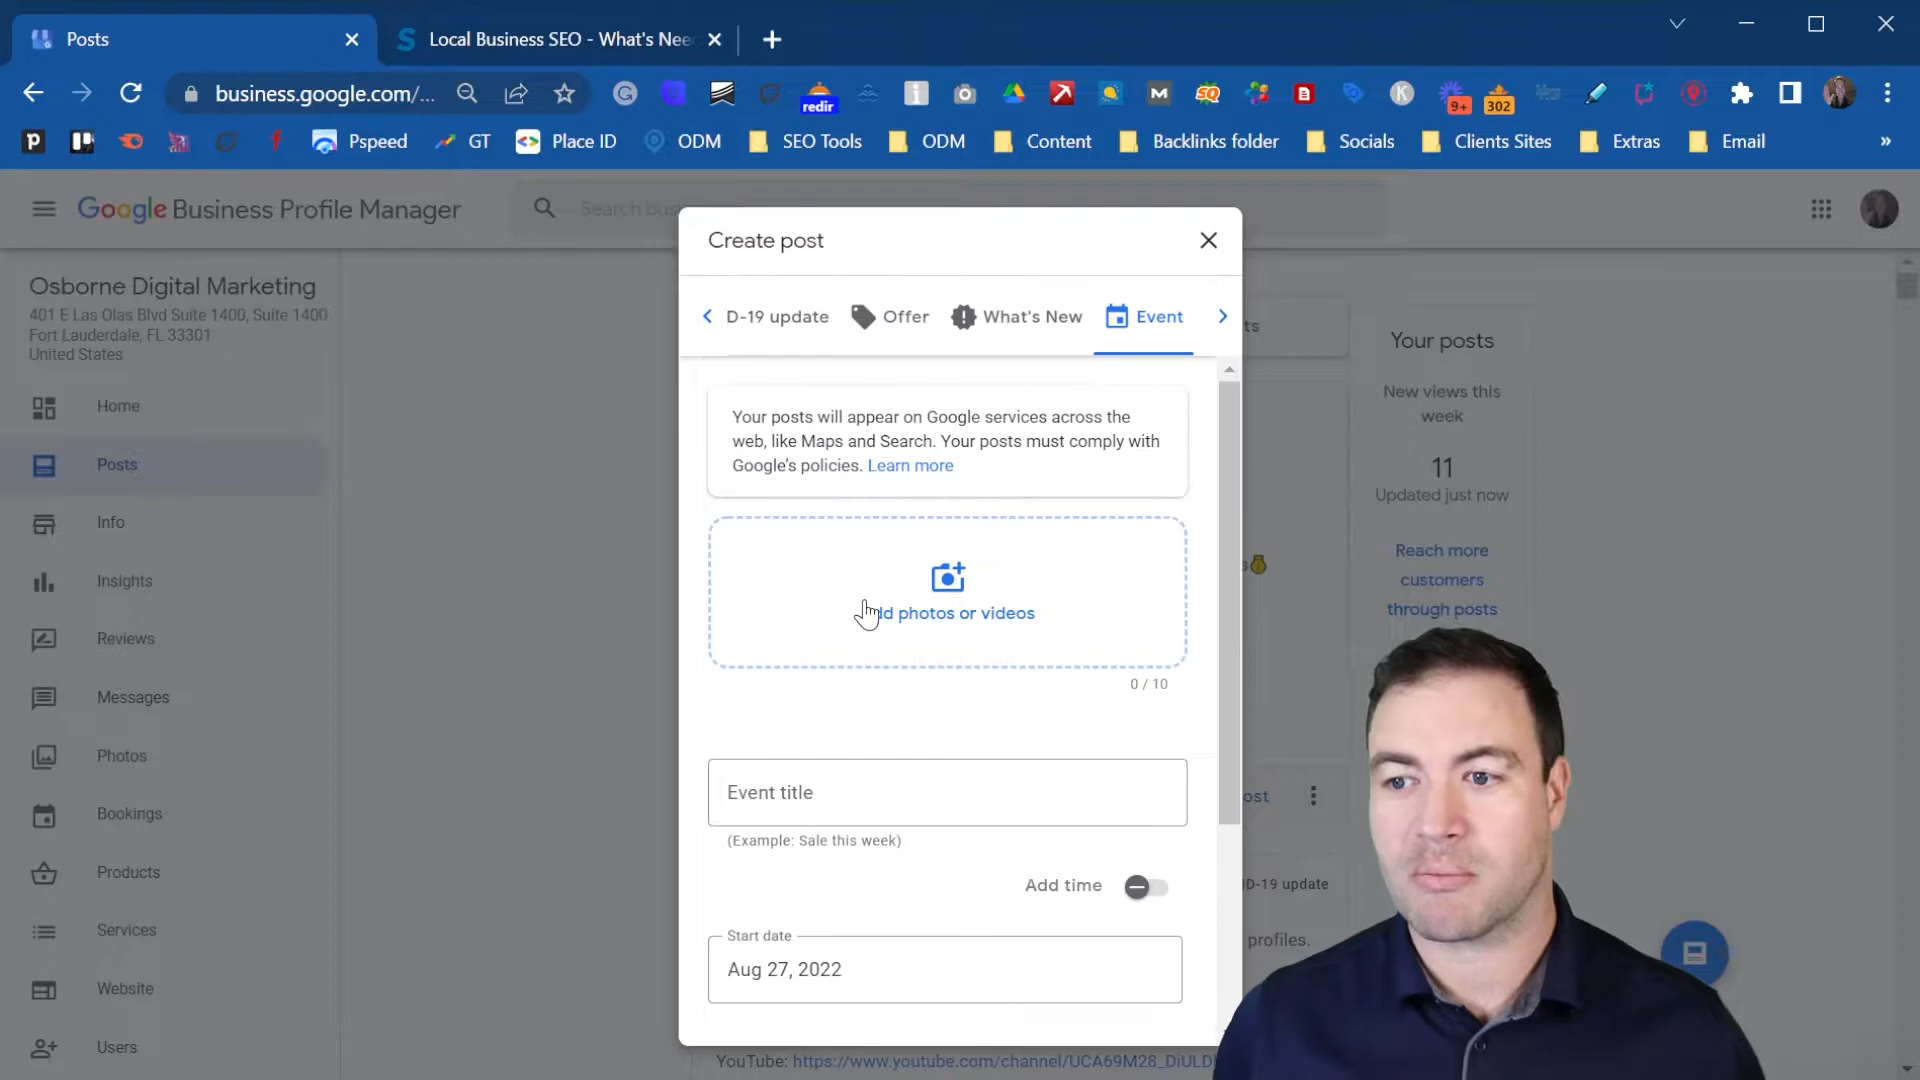 Posts
Local Business SEO - What's Nee
business.google.com/...
redir
9+
302
Pspeed
GT
Place ID
ODM
SEO Tools
ODM
Content
Backlinks folder
Socials
Clients Sites
Extras
Email
»
Google Business Profile Manager
Search bus
Osborne Digital Marketing
401 E Las Olas Blvd Suite 1400, Suite 1400
Fort Lauderdale, FL 33301
United States
Home
Posts
Info
Insights
Reviews
Messages
Photos
Bookings
Products
Services
Website
Users
Create post
D-19 update
Offer
What's New
Event
Your posts will appear on Google services across the
web, like Maps and Search. Your posts must comply with
Google's policies. Learn more
dd photos or videos
0 / 10
Event title
(Example: Sale this week)
Add time
Start date
Aug 27, 2022
ts
Your posts
New views this
week
11
Updated just now
Reach more
customers
through posts
s
ost
D-19 update
profiles.
YouTube: https://www.youtube.com/channel/UCA69M28_DiULD